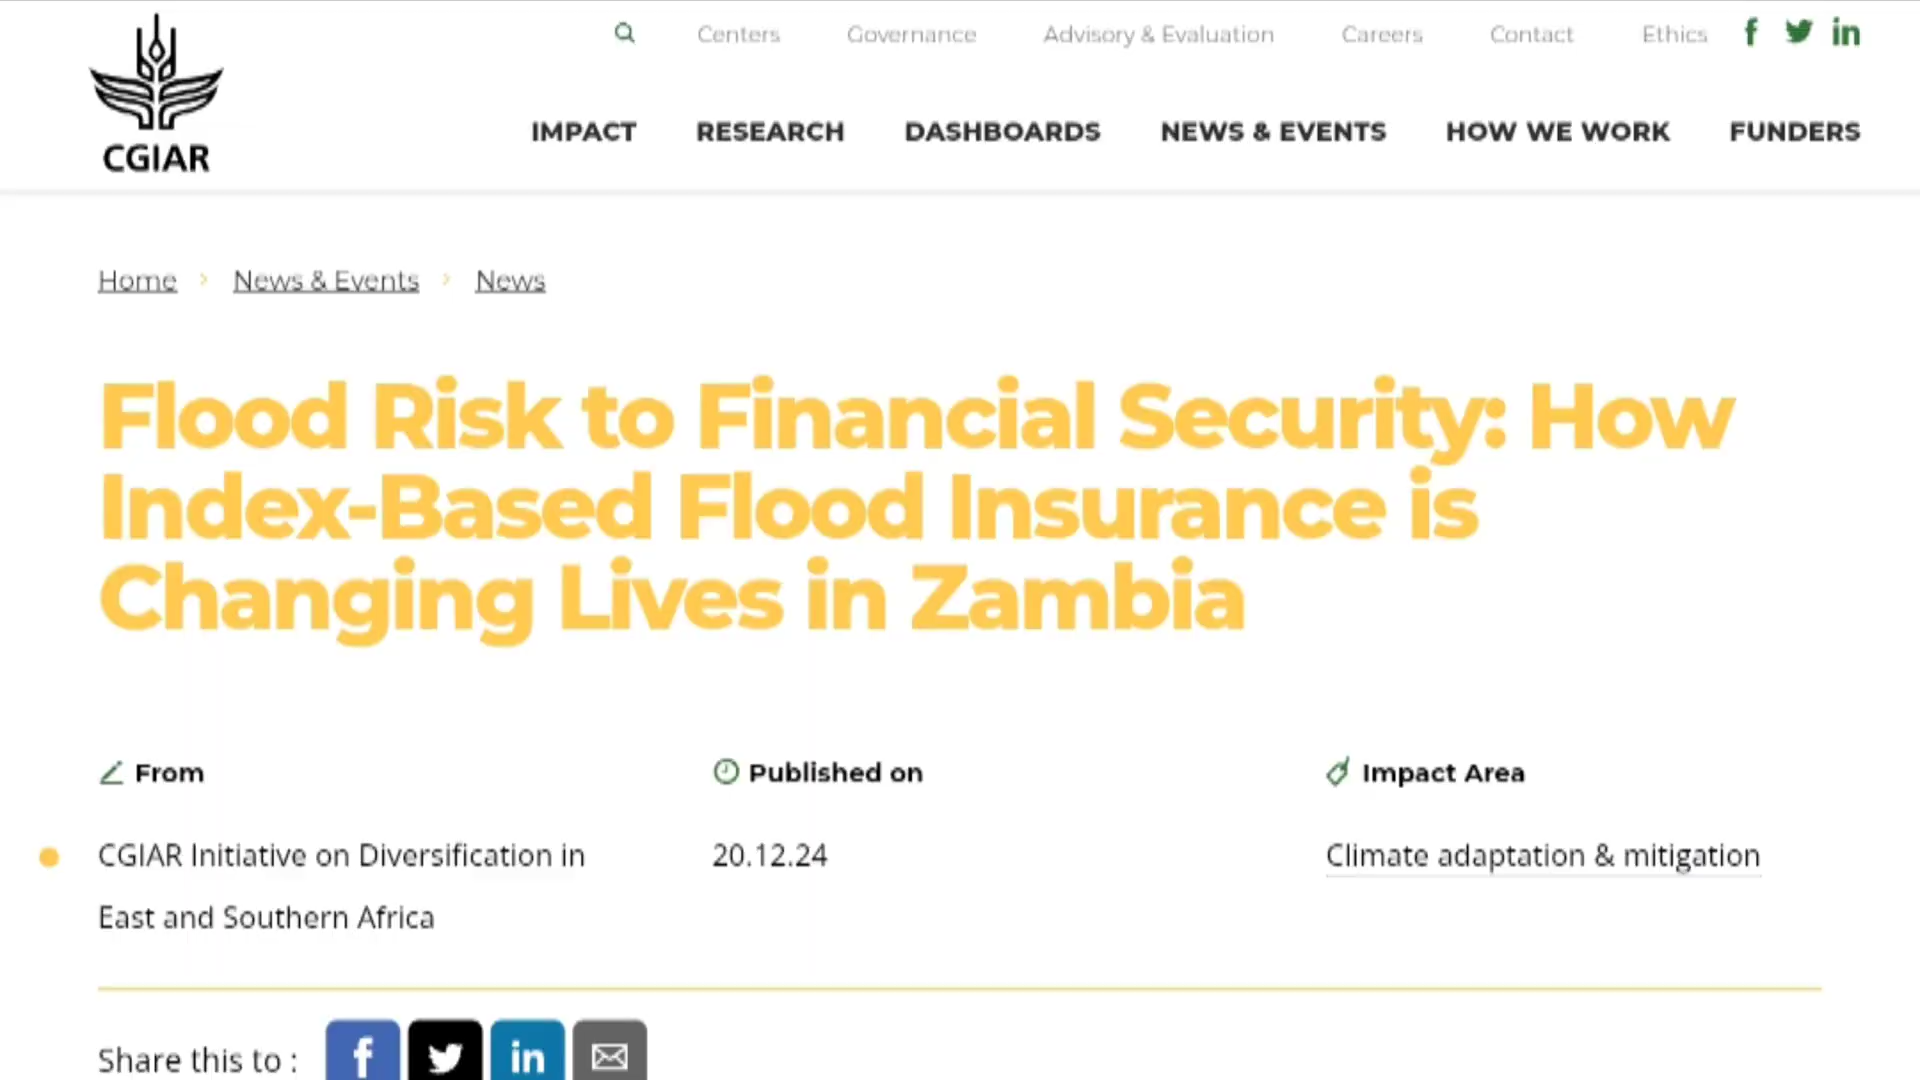 CGIAR
Centers Governance Advisory & Evaluation Careers Contact Ethics
IMPACT RESEARCH DASHBOARDS NEWS & EVENTS HOW WE WORK FUNDERS
Home News & Events News
Flood Risk to Financial Security: How
Index-Based Flood Insurance is
Changing Lives in Zambia
From
CGIAR Initiative on Diversification in
East and Southern Africa
Published on
20.12.24
Impact Area
Climate adaptation & mitigation
Share this to :